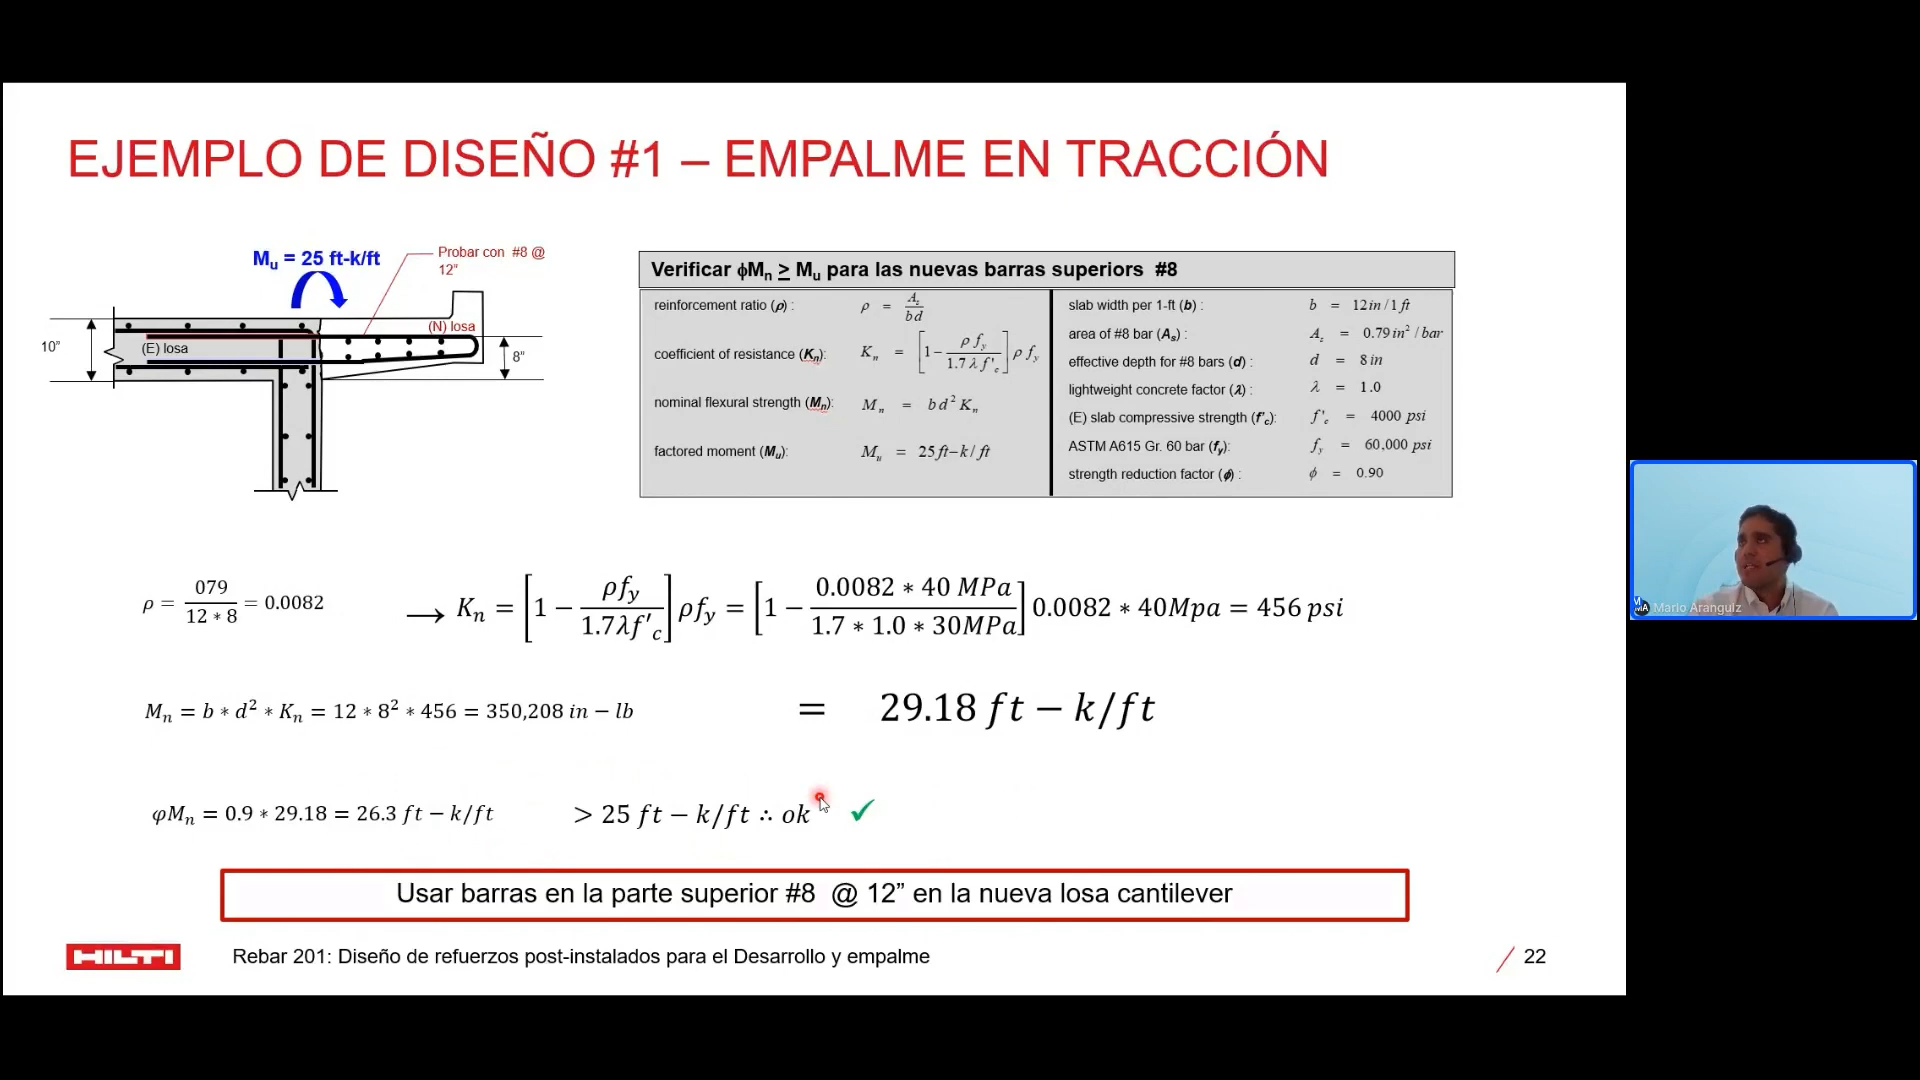 EJEMPLO DE DISEÑO #1 – EMPALME EN TRACCIÓN
Mu = 25 ft-k/ft
Probar con #8 @
12"
(N) losa
(E) losa
10"
8"
Verificar ϕMn ≥ Mu para las nuevas barras superiors #8
reinforcement ratio (ρ) : ρ = As / bd
coefficient of resistance (Kn): Kn = [1 − ρ fy / 1.7 λ f'c] ρ fy
nominal flexural strength (Mn): Mn = b d² Kn
factored moment (Mu): Mu = 25 ft−k/ft
slab width per 1-ft (b) : b = 12in/1ft
area of #8 bar (As) : As = 0.79 in²/bar
effective depth for #8 bars (d) : d = 8 in
lightweight concrete factor (λ) : λ = 1.0
(E) slab compressive strength (f'c): f'c = 4000 psi
ASTM A615 Gr. 60 bar (fy): fy = 60,000 psi
strength reduction factor (ϕ) : ϕ = 0.90
ρ = 079 / 12 ∗ 8 = 0.0082
→ Kn = [1 − ρfy / 1.7λf'c] ρfy = [1 − 0.0082 ∗ 40 MPa / 1.7 ∗ 1.0 ∗ 30MPa] 0.0082 ∗ 40Mpa = 456 psi
Mn = b ∗ d² ∗ Kn = 12 ∗ 8² ∗ 456 = 350,208 in − lb = 29.18 ft − k/ft
φMn = 0.9 ∗ 29.18 = 26.3 ft − k/ft > 25 ft − k/ft ∴ ok ✓
Usar barras en la parte superior #8 @ 12” en la nueva losa cantilever
HILTI
Rebar 201: Diseño de refuerzos post-instalados para el Desarrollo y empalme
22
MA
Mario Aranguiz